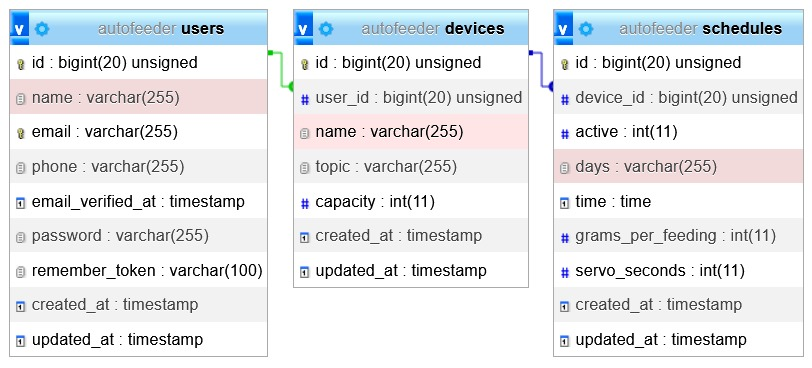 autofeeder users
id : bigint(20) unsigned
name : varchar(255)
email : varchar(255)
phone : varchar(255)
email_verified_at : timestamp
password : varchar(255)
remember_token : varchar(100)
created_at : timestamp
updated_at : timestamp
autofeeder devices
id : bigint(20) unsigned
user_id : bigint(20) unsigned
name : varchar(255)
topic : varchar(255)
capacity : int(11)
created_at : timestamp
updated_at : timestamp
autofeeder schedules
id : bigint(20) unsigned
device_id : bigint(20) unsigned
active : int(11)
days : varchar(255)
time : time
grams_per_feeding : int(11)
servo_seconds : int(11)
created_at : timestamp
updated_at : timestamp